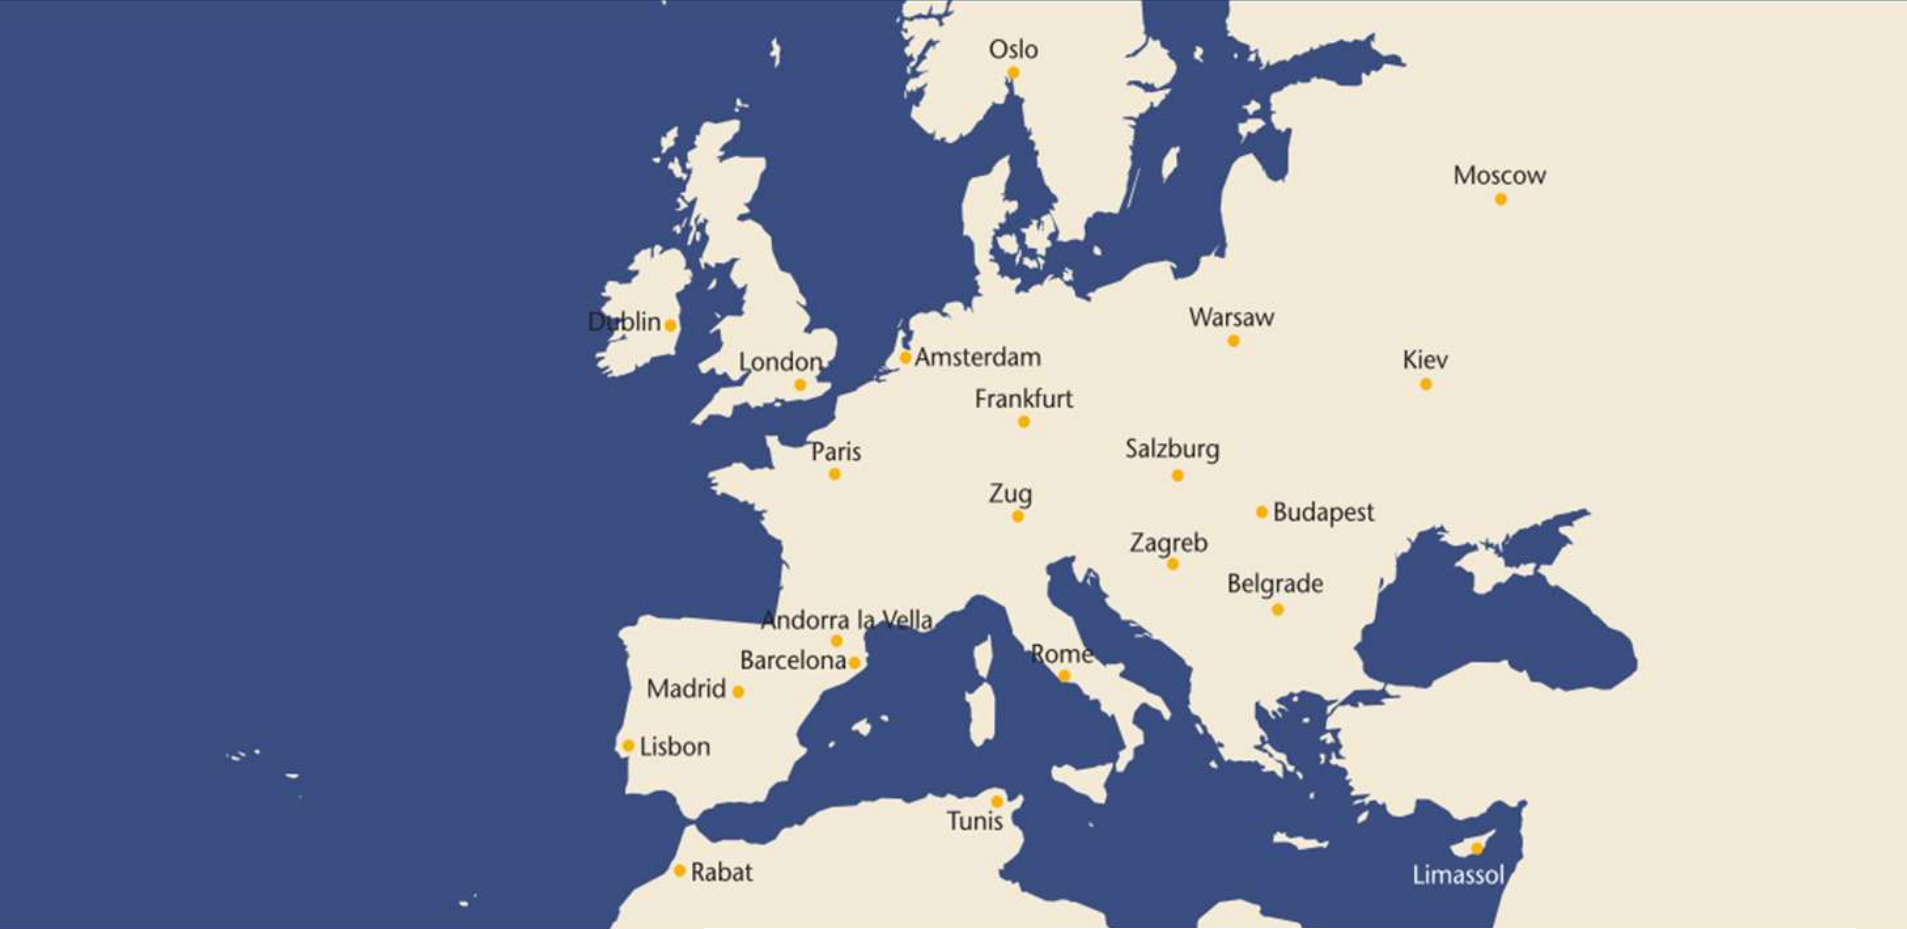 Oslo
Moscow
Warsaw
Dublin
London
Amsterdam
Kiev
Frankfurt
Paris
Salzburg
Zug
Budapest
Zagreb
Belgrade
Andorra la Vella
Barcelona
Rome
Madrid
Lisbon
Tunis
Rabat
Limassol